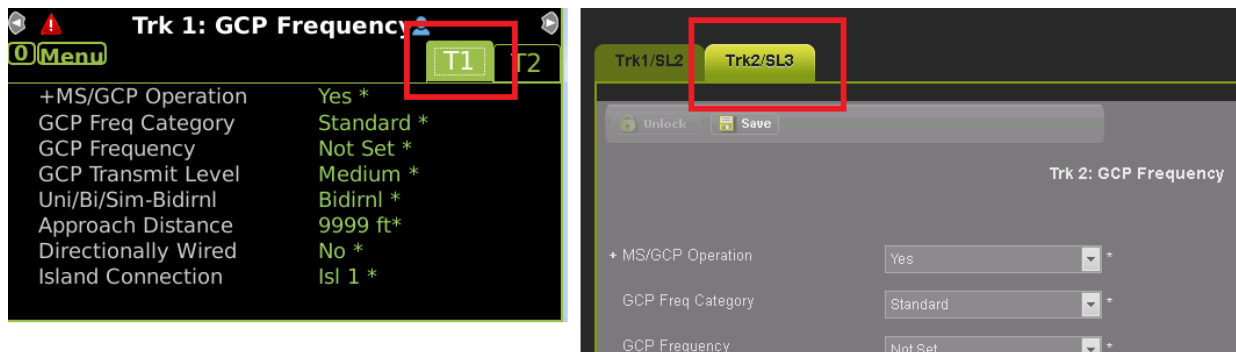 Trk 1: GCP Frequency
0 Menu
T1 T2
+MS/GCP Operation Yes *
GCP Freq Category Standard *
GCP Frequency Not Set *
GCP Transmit Level Medium *
Uni/Bi/Sim-Bidirnl Bidirnl *
Approach Distance 9999 ft*
Directionally Wired No *
Island Connection Isl 1 *
Trk1/SL2 Trk2/SL3
Unlock Save
Trk 2: GCP Frequency
+ MS/GCP Operation Yes *
GCP Freq Category Standard *
GCP Frequency Not Set *